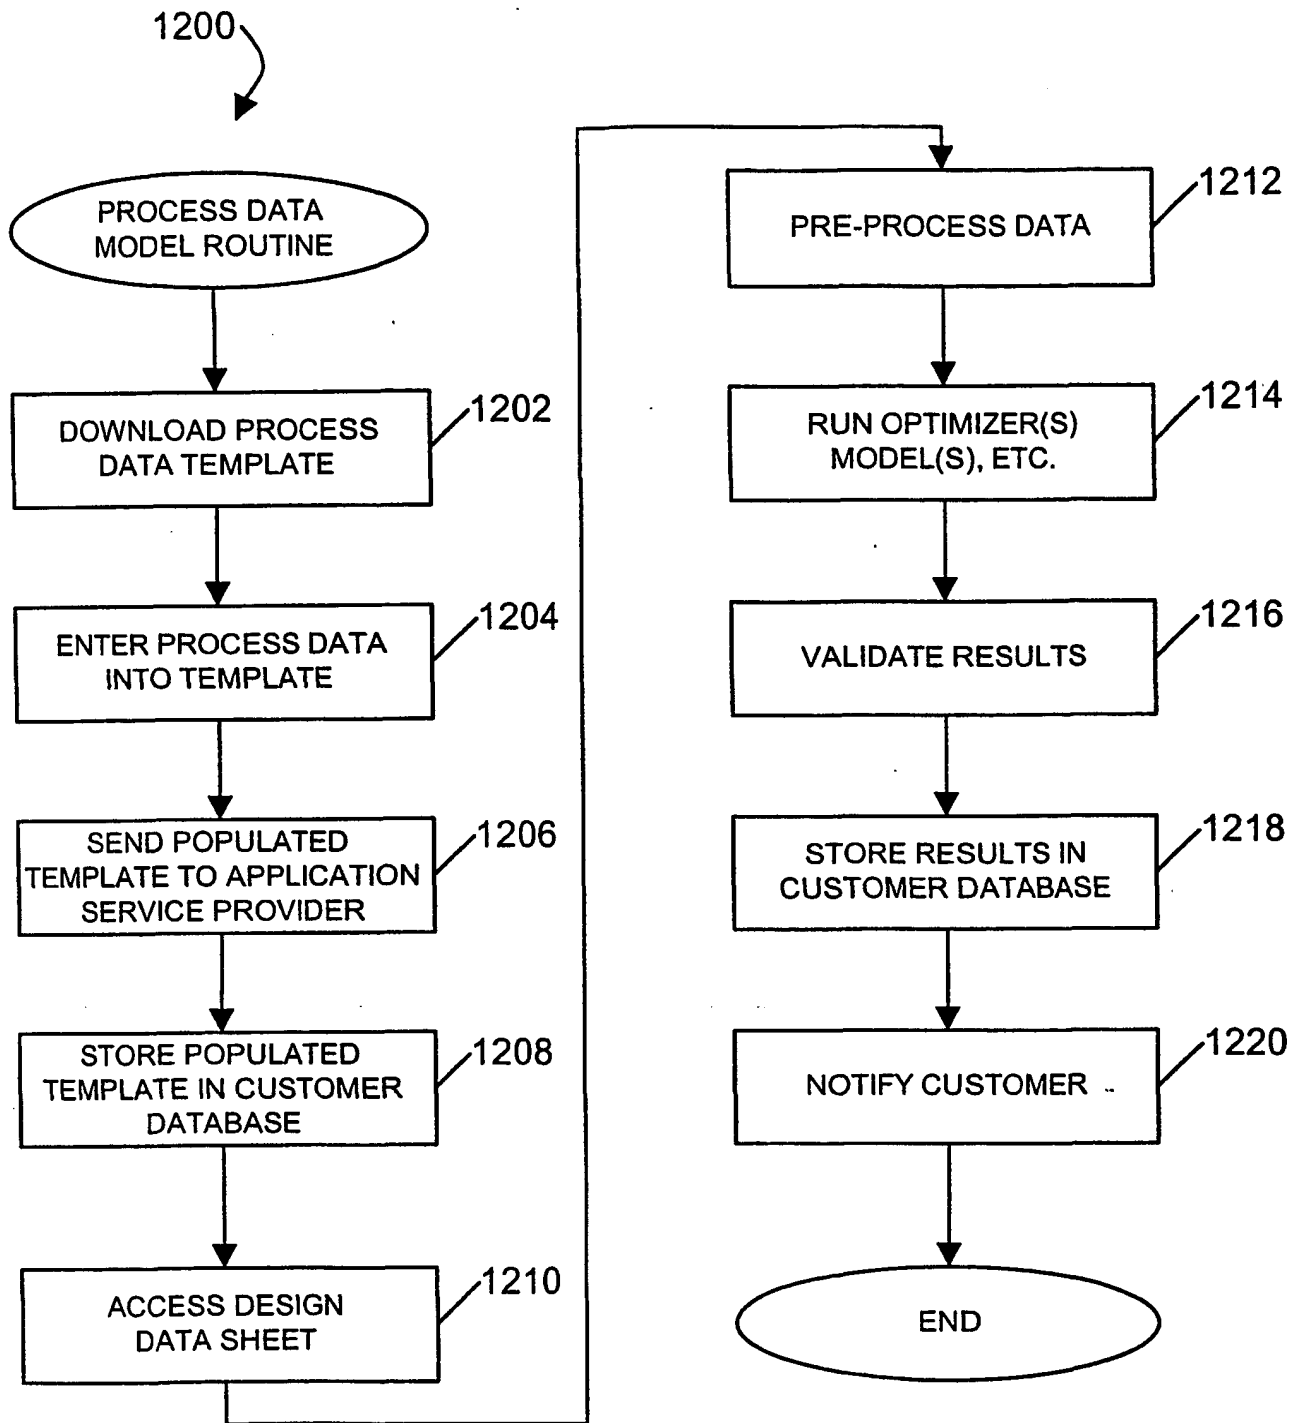 1200
PROCESS DATA
MODEL ROUTINE
DOWNLOAD PROCESS
DATA TEMPLATE
1202
ENTER PROCESS DATA
INTO TEMPLATE
1204
SEND POPULATED
TEMPLATE TO APPLICATION
SERVICE PROVIDER
1206
STORE POPULATED
TEMPLATE IN CUSTOMER
DATABASE
1208
ACCESS DESIGN
DATA SHEET
1210
PRE-PROCESS DATA
1212
RUN OPTIMIZER(S)
MODEL(S), ETC.
1214
VALIDATE RESULTS
1216
STORE RESULTS IN
CUSTOMER DATABASE
1218
NOTIFY CUSTOMER
1220
END